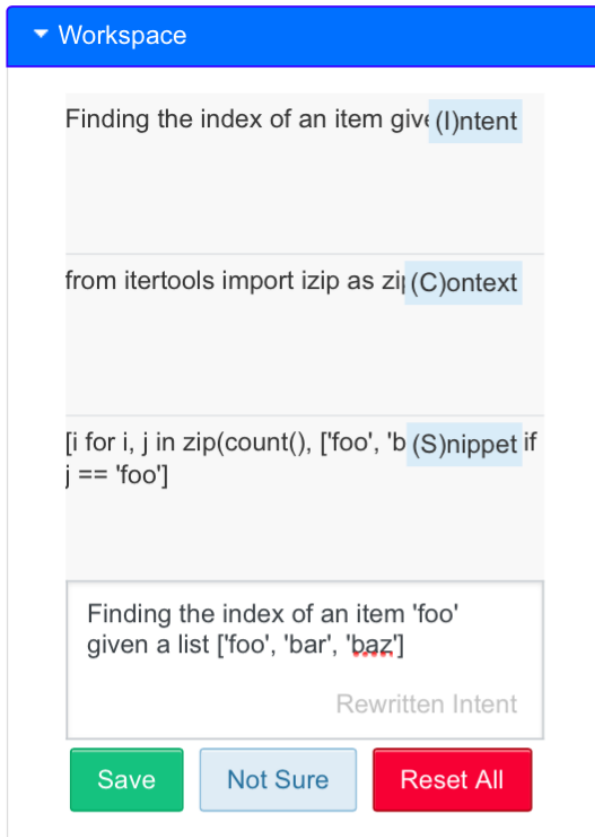 Workspace
Finding the index of an item give (I)ntent
from itertools import izip as zi (C)ontext
[i for i, j in zip(count(), ['foo', 'b (S)nippet if
j == 'foo']
Finding the index of an item 'foo'
given a list ['foo', 'bar', 'baz']
Rewritten Intent
Save Not Sure Reset All